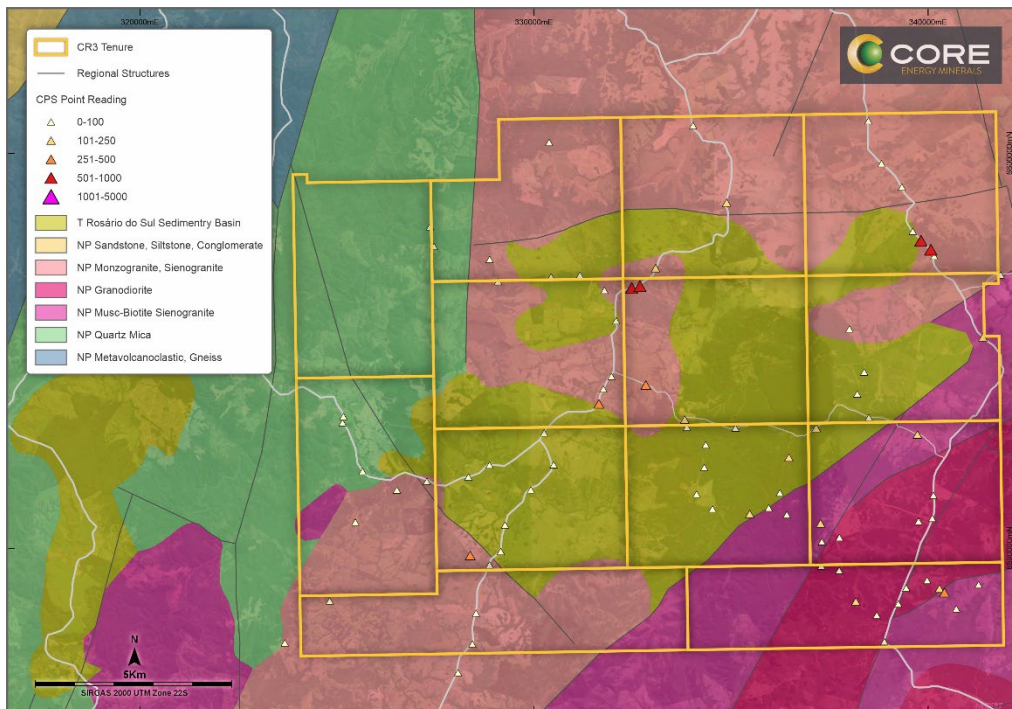 320000mE
330000mE
340000mE
CR3 Tenure
Regional Structures
CPS Point Reading
0-100
101-250
251-500
501-1000
1001-5000
T Rosário do Sul Sedimentry Basin
NP Sandstone, Siltstone, Conglomerate
NP Monzogranite, Sienogranite
NP Granodiorite
NP Musc-Biotite Sienogranite
NP Quartz Mica
NP Metavolcanoclastic, Gneiss
CORE
ENERGY MINERALS
N
5Km
SIRGAS 2000 UTM Zone 22S